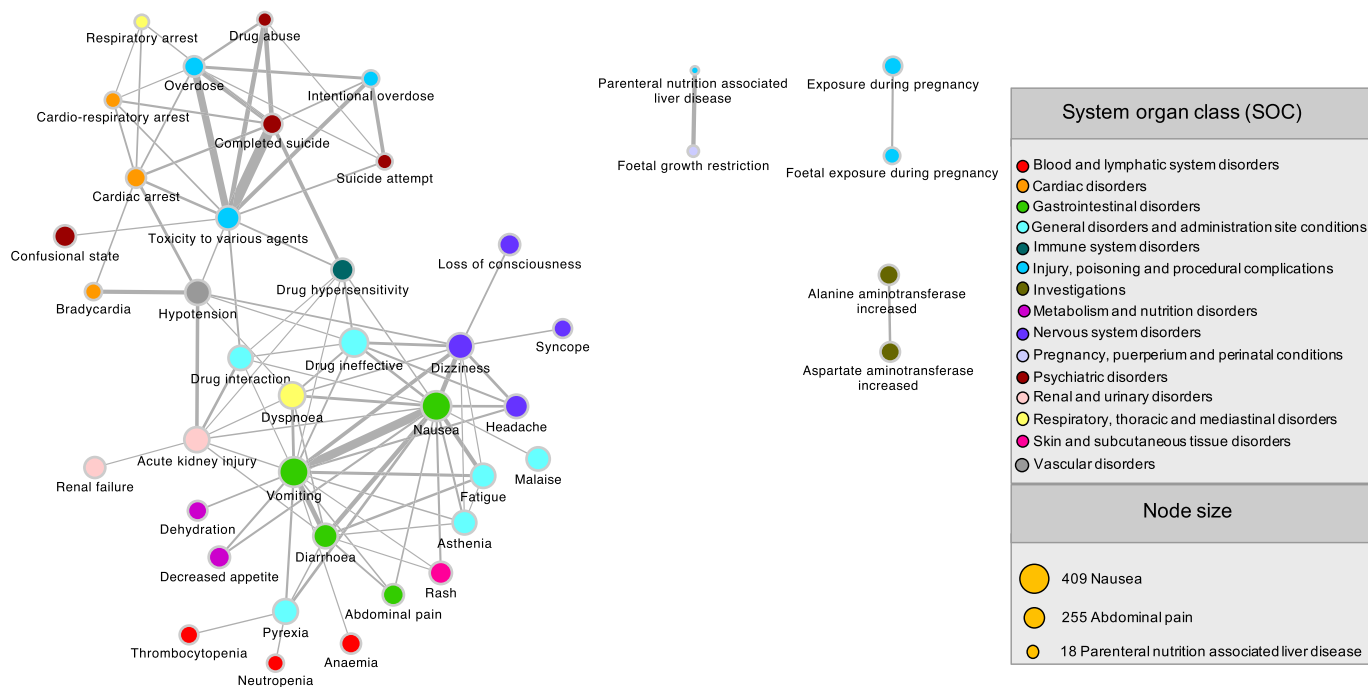 Respiratory arrest
Drug abuse
Overdose
Intentional overdose
Cardio-respiratory arrest
Completed suicide
Suicide attempt
Cardiac arrest
Toxicity to various agents
Confusional state
Drug hypersensitivity
Loss of consciousness
Bradycardia
Hypotension
Syncope
Drug interaction
Drug ineffective
Dizziness
Dyspnoea
Nausea
Headache
Acute kidney injury
Renal failure
Vomiting
Fatigue
Malaise
Dehydration
Asthenia
Decreased appetite
Diarrhoea
Rash
Abdominal pain
Pyrexia
Thrombocytopenia
Neutropenia
Anaemia
Parenteral nutrition associated
liver disease
Foetal growth restriction
Exposure during pregnancy
Foetal exposure during pregnancy
Alanine aminotransferase
increased
Aspartate aminotransferase
increased
System organ class (SOC)
Blood and lymphatic system disorders
Cardiac disorders
Gastrointestinal disorders
General disorders and administration site conditions
Immune system disorders
Injury, poisoning and procedural complications
Investigations
Metabolism and nutrition disorders
Nervous system disorders
Pregnancy, puerperium and perinatal conditions
Psychiatric disorders
Renal and urinary disorders
Respiratory, thoracic and mediastinal disorders
Skin and subcutaneous tissue disorders
Vascular disorders
Node size
409 Nausea
255 Abdominal pain
18 Parenteral nutrition associated liver disease